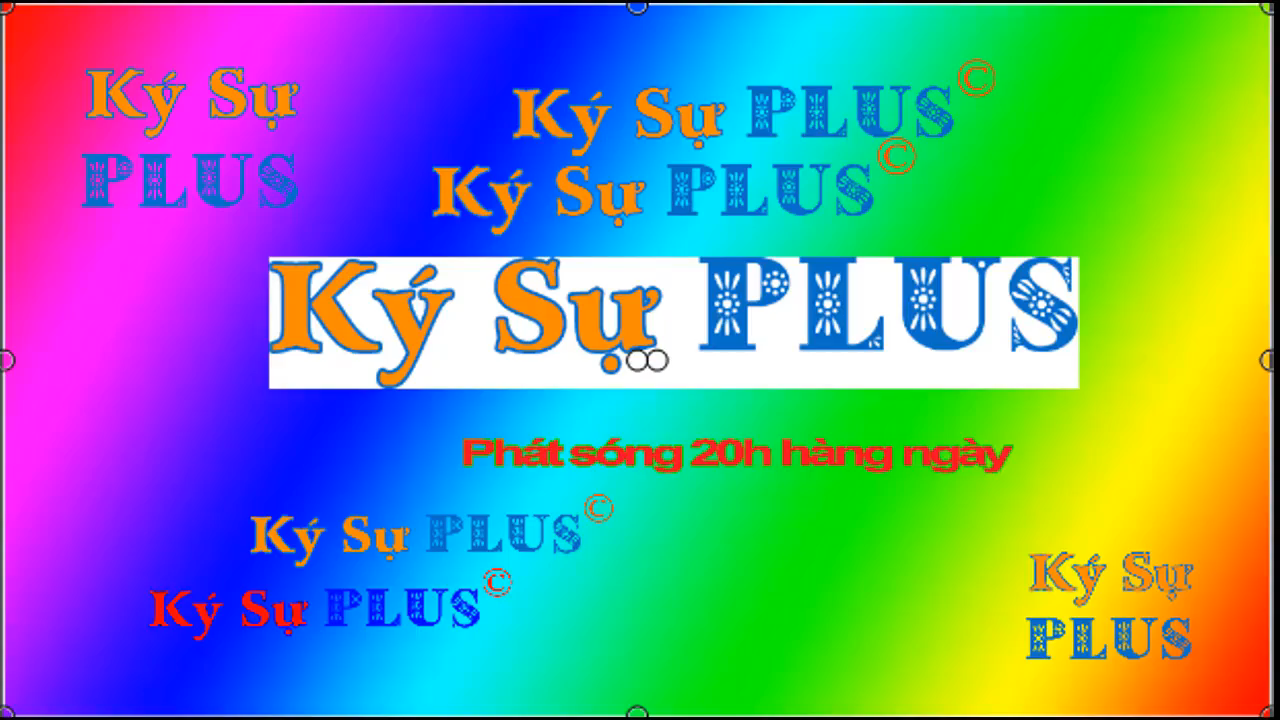 Ký Sự
PLUS
Ký Sự PLUS©
Ký Sự PLUS©
Ký Sự PLUS
Phát sóng 20h hàng ngày
Ký Sự PLUS©
Ký Sự PLUS©
Ký Sự
PLUS